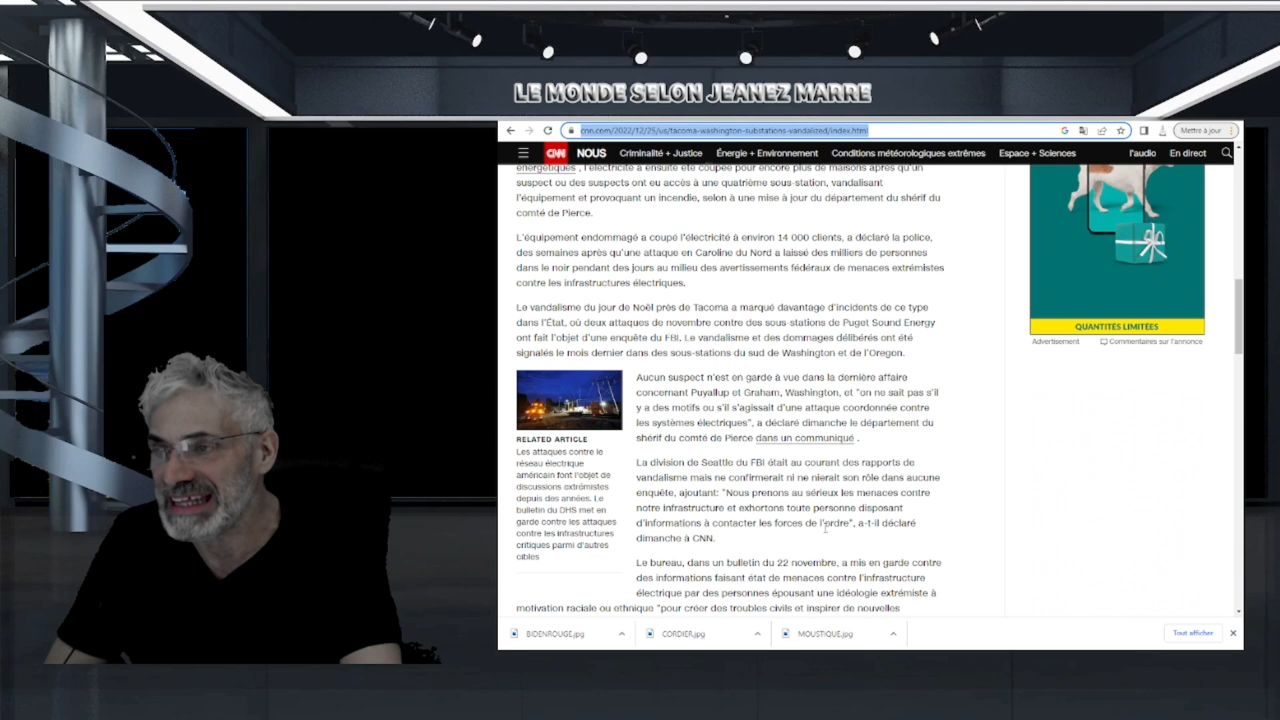 LE MONDE SELON JEANEZ MARRE
cnn.com/2022/12/25/us/tacoma-washington-substations-vandalized/index.html
Mettre à jour
CNN NOUS Criminalité + Justice Énergie + Environnement Conditions météorologiques extrêmes Espace + Sciences l'audio En direct
énergétiques , l'électricité a ensuite été coupée pour encore plus de maisons après qu'un
suspect ou des suspects ont eu accès à une quatrième sous-station, vandalisant
l'équipement et provoquant un incendie, selon à une mise à jour du département du shérif du
comté de Pierce.
L'équipement endommagé a coupé l'électricité à environ 14 000 clients, a déclaré la police,
des semaines après qu'une attaque en Caroline du Nord a laissé des milliers de personnes
dans le noir pendant des jours au milieu des avertissements fédéraux de menaces extrémistes
contre les infrastructures électriques.
Le vandalisme du jour de Noël près de Tacoma a marqué davantage d'incidents de ce type
dans l'État, où deux attaques de novembre contre des sous-stations de Puget Sound Energy
ont fait l'objet d'une enquête du FBI. Le vandalisme et des dommages délibérés ont été
signalés le mois dernier dans des sous-stations du sud de Washington et de l'Oregon.
Aucun suspect n'est en garde à vue dans la dernière affaire
concernant Puyallup et Graham, Washington, et "on ne sait pas s'il
y a des motifs ou s'il s'agissait d'une attaque coordonnée contre
les systèmes électriques", a déclaré dimanche le département du
shérif du comté de Pierce dans un communiqué .
La division de Seattle du FBI était au courant des rapports de
vandalisme mais ne confirmerait ni ne nierait son rôle dans aucune
enquête, ajoutant: "Nous prenons au sérieux les menaces contre
notre infrastructure et exhortons toute personne disposant
d'informations à contacter les forces de l'ordre", a-t-il déclaré
dimanche à CNN.
Le bureau, dans un bulletin du 22 novembre, a mis en garde contre
des informations faisant état de menaces contre l'infrastructure
électrique par des personnes épousant une idéologie extrémiste à
motivation raciale ou ethnique "pour créer des troubles civils et inspirer de nouvelles
RELATED ARTICLE
Les attaques contre le
réseau électrique
américain font l'objet de
discussions extrémistes
depuis des années. Le
bulletin du DHS met en
garde contre les attaques
contre les infrastructures
critiques parmi d'autres
cibles
QUANTITÉS LIMITÉES
Advertisement Commentaires sur l'annonce
BIDENROUGE.jpg CORDIER.jpg MOUSTIQUE.jpg Tout afficher